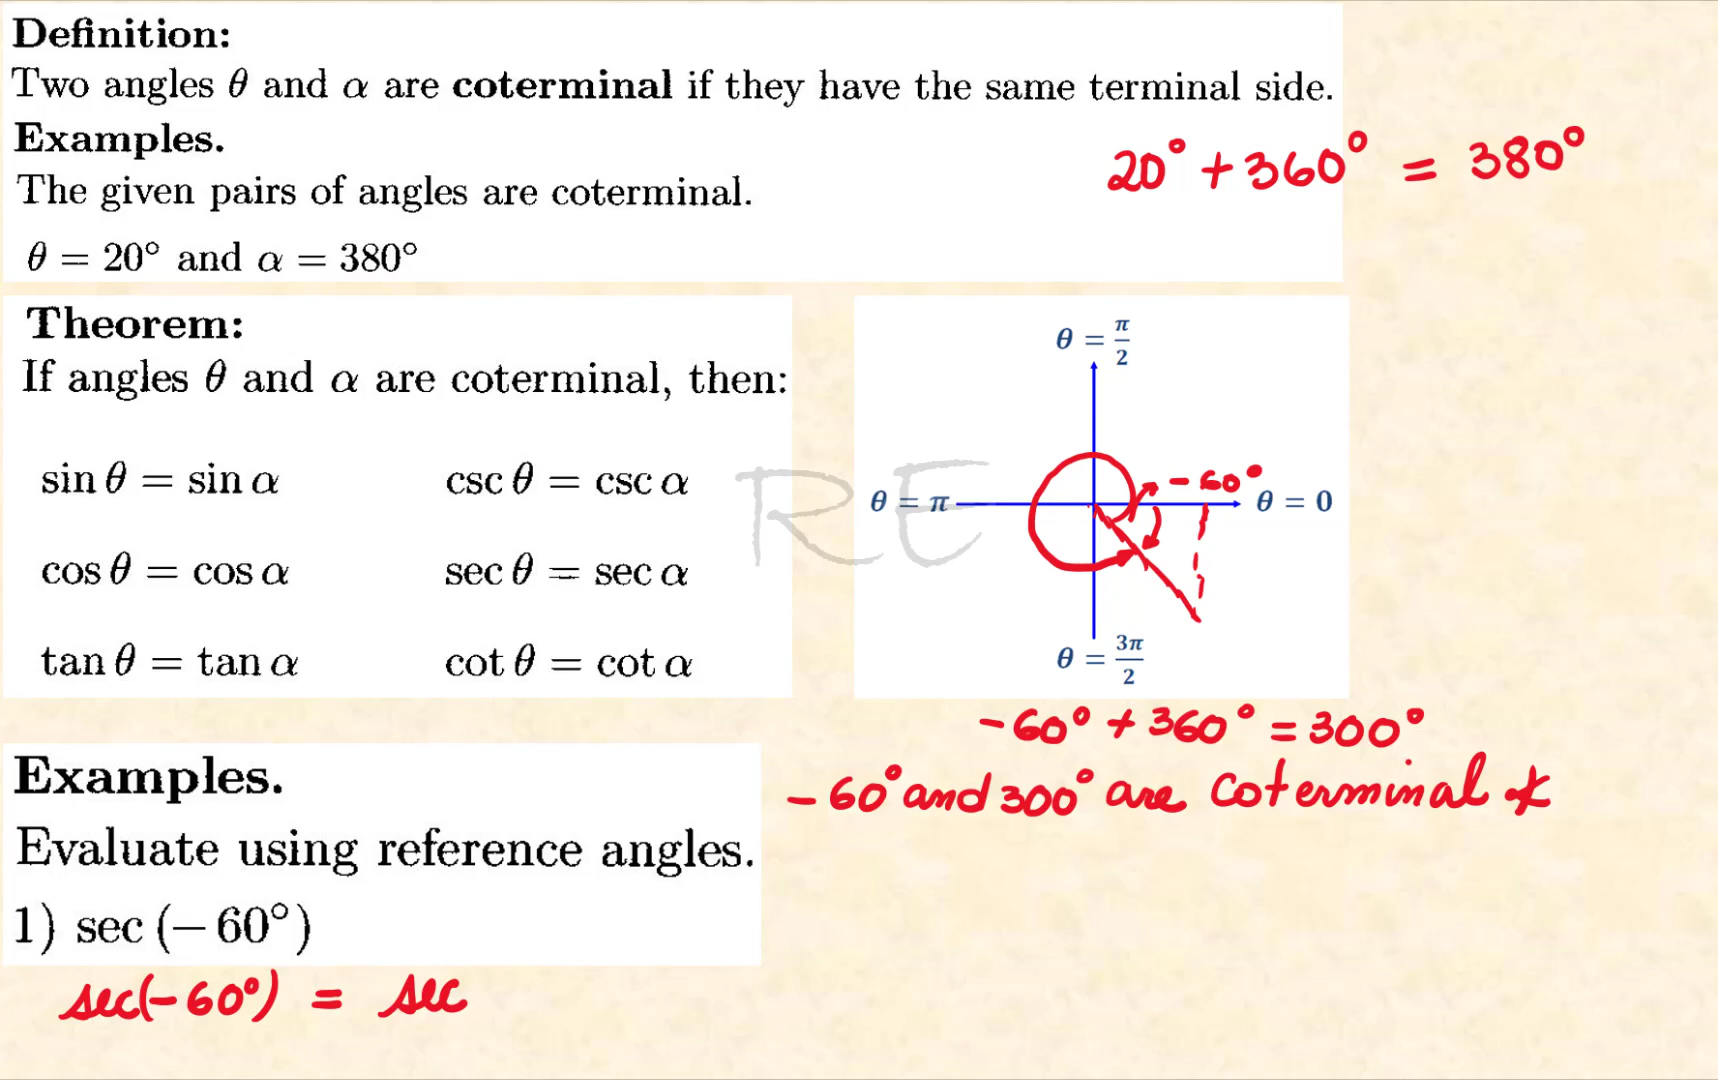 Definition:
Two angles θ and α are coterminal if they have the same terminal side.
Examples.
The given pairs of angles are coterminal.
20° + 360° = 380°
θ = 20° and α = 380°
Theorem:
If angles θ and α are coterminal, then:
sin θ = sin α csc θ = csc α
cos θ = cos α sec θ = sec α
tan θ = tan α cot θ = cot α
RE
θ = π/2
- 60°
θ = π θ = 0
θ = 3π/2
- 60° + 360° = 300°
- 60° and 300° are coterminal
Examples.
Evaluate using reference angles.
1) sec (− 60°)
sec(- 60°) = sec